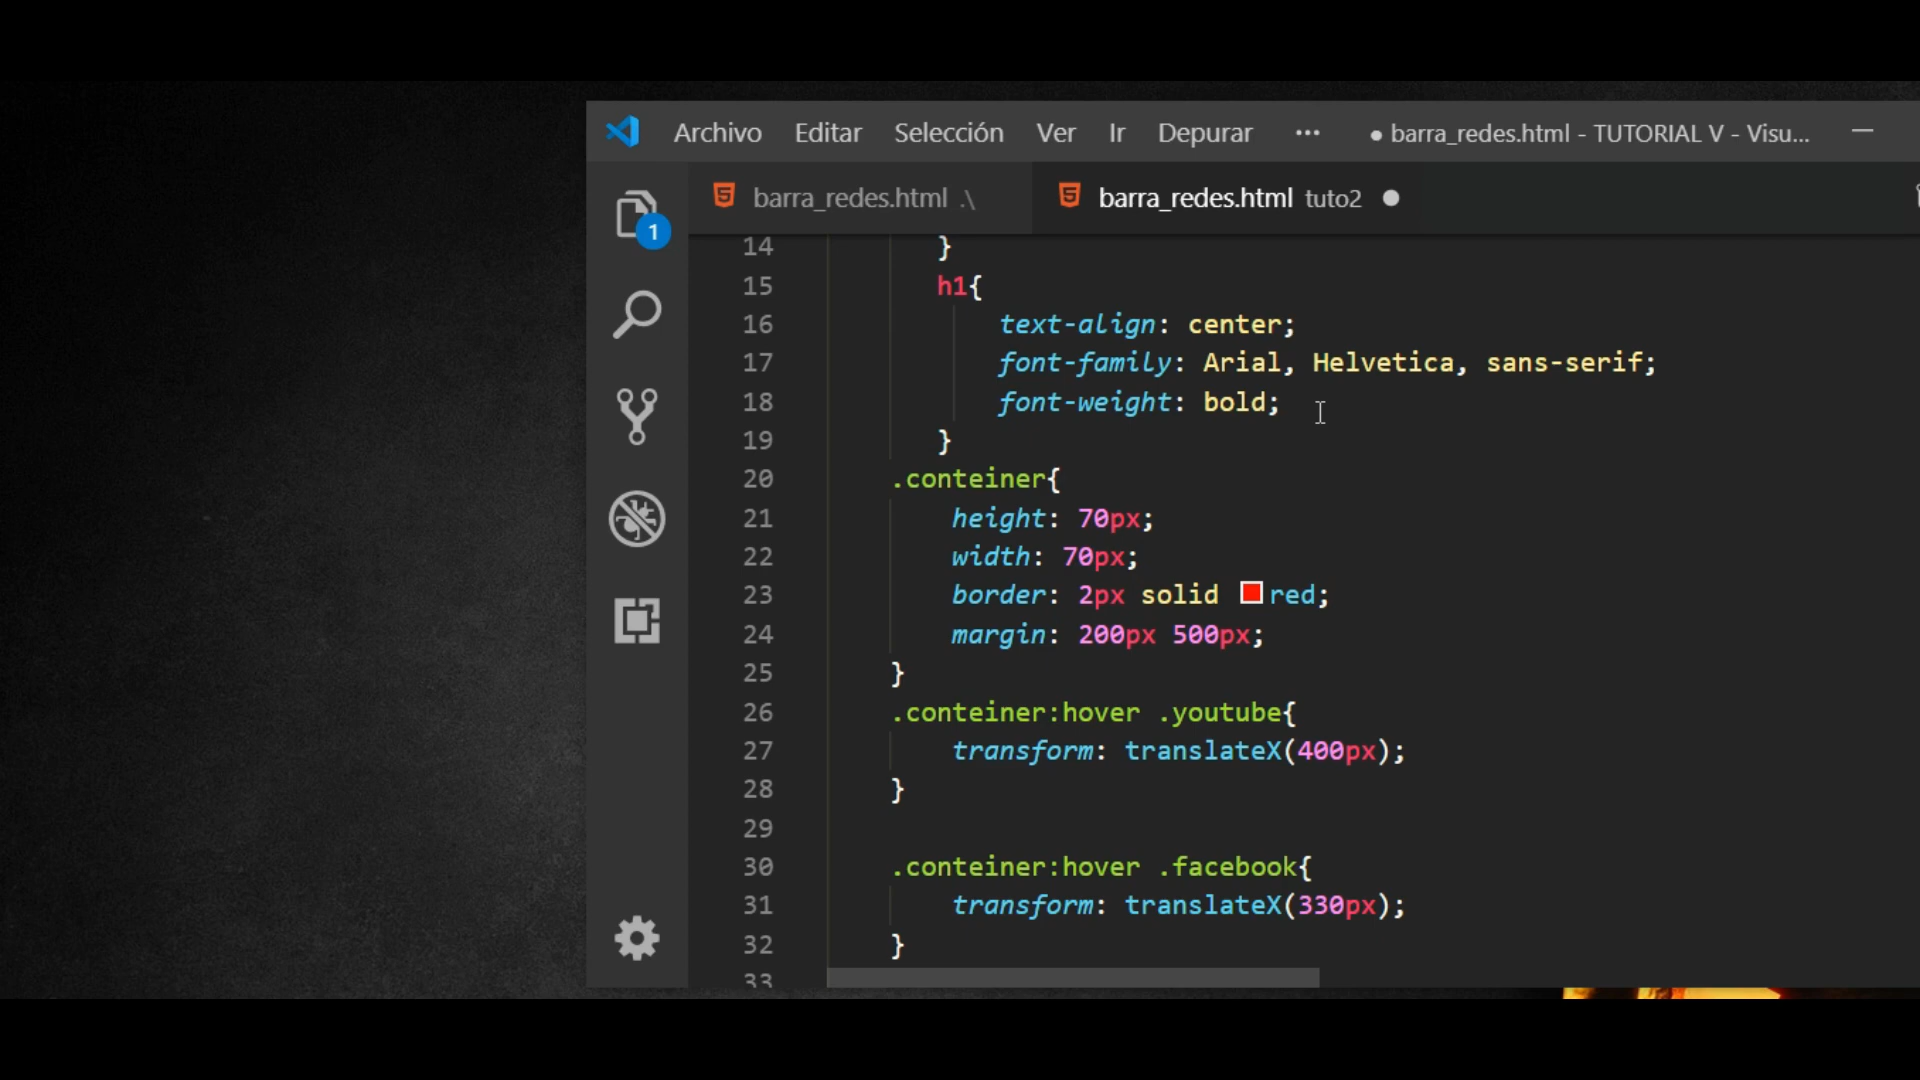 Archivo Editar Selección Ver Ir Depurar ••• ● barra_redes.html - TUTORIAL V - Visu...
barra_redes.html .\ barra_redes.html tuto2 ●
1
14 }
15 h1{
16 text-align: center;
17 font-family: Arial, Helvetica, sans-serif;
18 font-weight: bold;
19 }
20 .conteiner{
21 height: 70px;
22 width: 70px;
23 border: 2px solid red;
24 margin: 200px 500px;
25 }
26 .conteiner:hover .youtube{
27 transform: translateX(400px);
28 }
29
30 .conteiner:hover .facebook{
31 transform: translateX(330px);
32 }
33